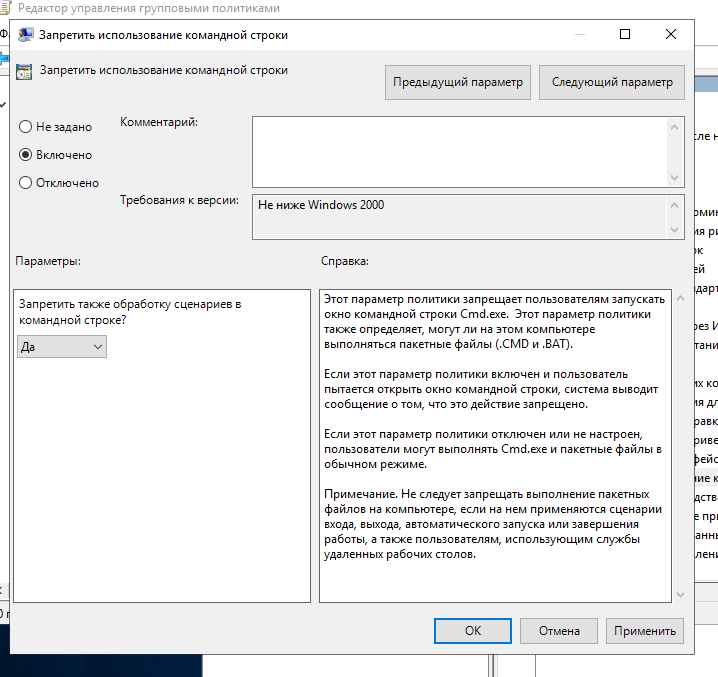 Редактор управления групповыми политиками
Запретить использование командной строки
Запретить использование командной строки
Предыдущий параметр
Следующий параметр
Не задано
Включено
Отключено
Комментарий:
Требования к версии:
Не ниже Windows 2000
Параметры:
Справка:
Запретить также обработку сценариев в
командной строке?
Да
Этот параметр политики запрещает пользователям запускать
окно командной строки Cmd.exe.  Этот параметр политики
также определяет, могут ли на этом компьютере
выполняться пакетные файлы (.CMD и .BAT).
Если этот параметр политики включен и пользователь
пытается открыть окно командной строки, система выводит
сообщение о том, что это действие запрещено.
Если этот параметр политики отключен или не настроен,
пользователи могут выполнять Cmd.exe и пакетные файлы в
обычном режиме.
Примечание. Не следует запрещать выполнение пакетных
файлов на компьютере, если на нем применяются сценарии
входа, выхода, автоматического запуска или завершения
работы, а также пользователям, использующим службы
удаленных рабочих столов.
OK
Отмена
Применить